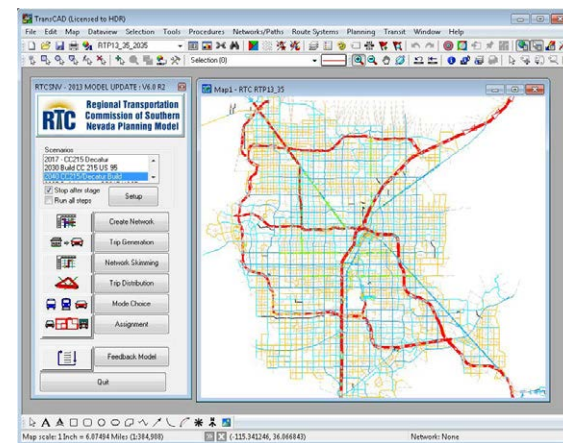 TransCAD (Licensed to HDR)
File Edit Map Dataview Selection Tools Procedures Networks/Paths Route Systems Planning Transit Window Help
RTP13_35_2035
Selection (0)
RTCSNV - 2013 MODEL UPDATE : V6.0 R2
RTC
Regional Transportation
Commission of Southern
Nevada Planning Model
Scenarios
2017 - CC215 Decatur
2030 Build CC 215 US 95
2040 CC215/Decatur Build
Stop after stage
Run all steps
Setup
Create Network
Trip Generation
Network Skimming
Trip Distribution
Mode Choice
Assignment
Feedback Model
Quit
Map1 - RTC RTP13_35
Map scale: 1 Inch = 6.07494 Miles (1:384,908)
(-115.341246, 36.066843)
Network: None